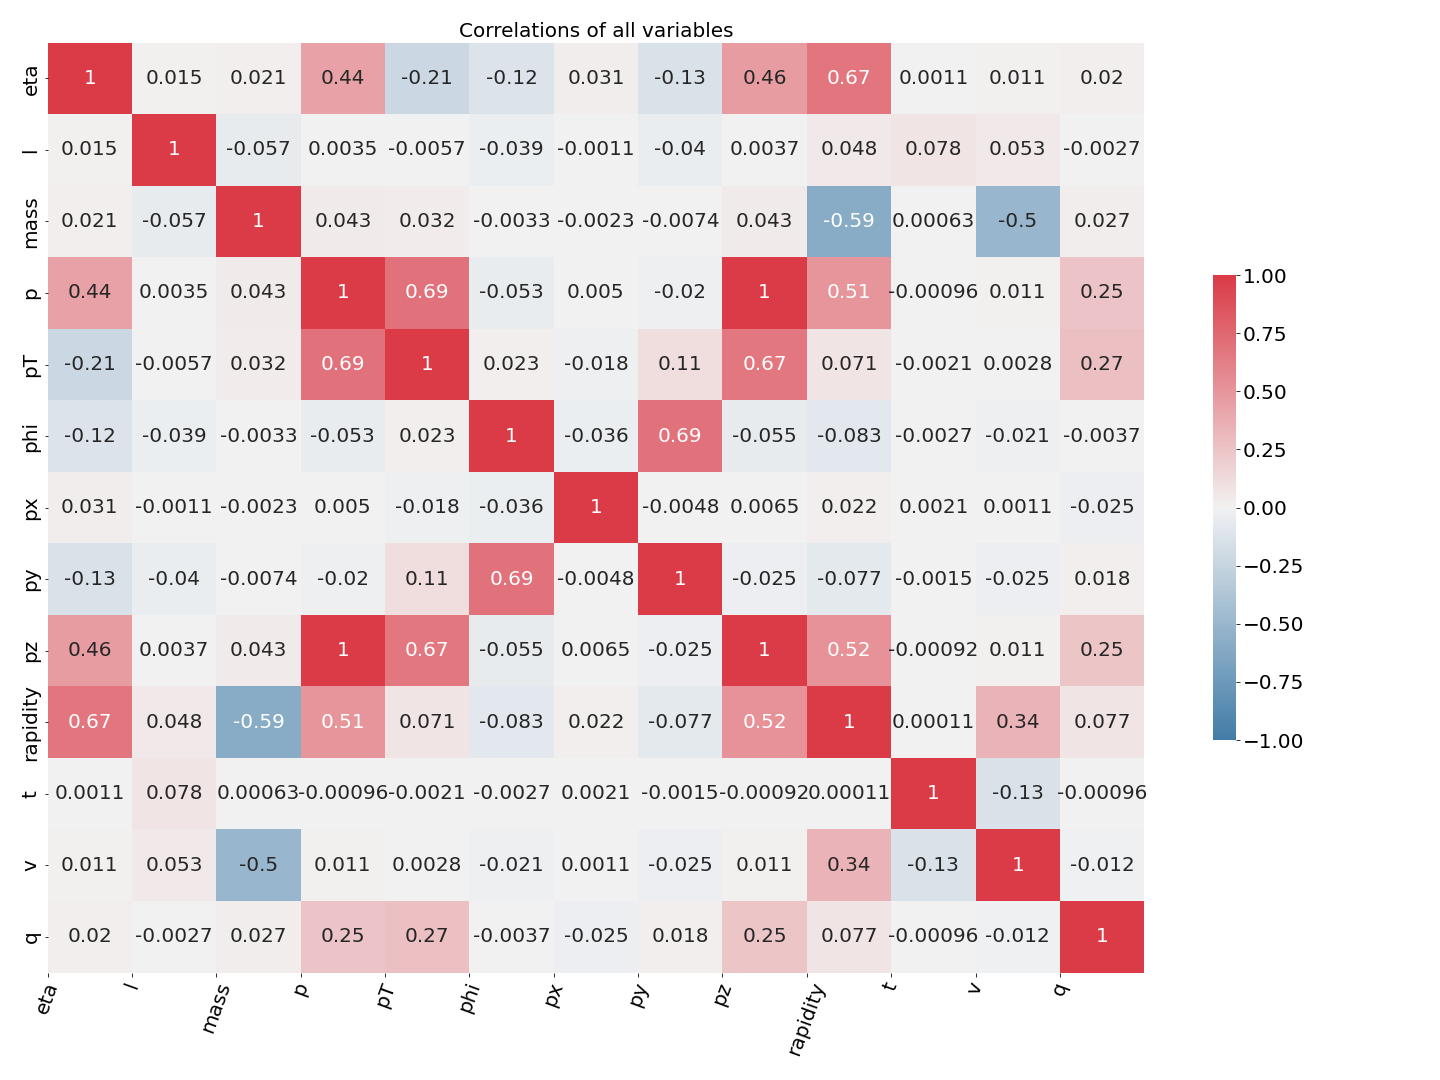 Correlations of all variables
eta 1 0.015 0.021 0.44 -0.21 -0.12 0.031 -0.13 0.46 0.67 0.0011 0.011 0.02
l 0.015 1 -0.057 0.0035 -0.0057 -0.039 -0.0011 -0.04 0.0037 0.048 0.078 0.053 -0.0027
mass 0.021 -0.057 1 0.043 0.032 -0.0033 -0.0023 -0.0074 0.043 -0.59 0.00063 -0.5 0.027
p 0.44 0.0035 0.043 1 0.69 -0.053 0.005 -0.02 1 0.51 -0.00096 0.011 0.25
pT -0.21 -0.0057 0.032 0.69 1 0.023 -0.018 0.11 0.67 0.071 -0.0021 0.0028 0.27
phi -0.12 -0.039 -0.0033 -0.053 0.023 1 -0.036 0.69 -0.055 -0.083 -0.0027 -0.021 -0.0037
px 0.031 -0.0011 -0.0023 0.005 -0.018 -0.036 1 -0.0048 0.0065 0.022 0.0021 0.0011 -0.025
py -0.13 -0.04 -0.0074 -0.02 0.11 0.69 -0.0048 1 -0.025 -0.077 -0.0015 -0.025 0.018
pz 0.46 0.0037 0.043 1 0.67 -0.055 0.0065 -0.025 1 0.52 -0.00092 0.011 0.25
rapidity 0.67 0.048 -0.59 0.51 0.071 -0.083 0.022 -0.077 0.52 1 0.00011 0.34 0.077
t 0.0011 0.078 0.00063 -0.00096 -0.0021 -0.0027 0.0021 -0.0015 -0.00092 0.00011 1 -0.13 -0.00096
v 0.011 0.053 -0.5 0.011 0.0028 -0.021 0.0011 -0.025 0.011 0.34 -0.13 1 -0.012
q 0.02 -0.0027 0.027 0.25 0.27 -0.0037 -0.025 0.018 0.25 0.077 -0.00096 -0.012 1
eta l mass p pT phi px py pz rapidity t v q
1.00
0.75
0.50
0.25
0.00
−0.25
−0.50
−0.75
−1.00